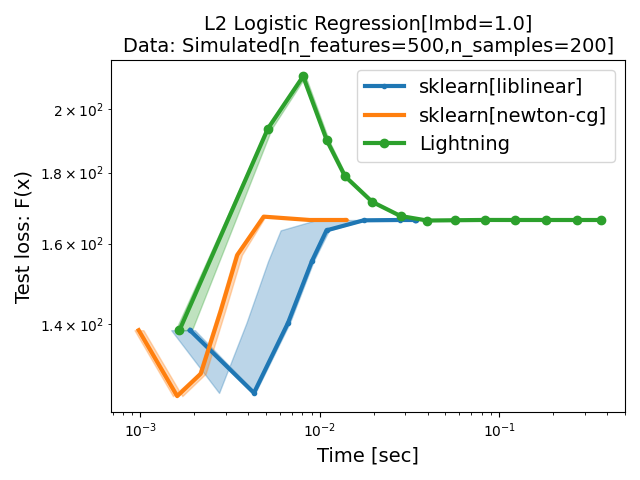 L2 Logistic Regression[lmbd=1.0]
Data: Simulated[n_features=500,n_samples=200]
sklearn[liblinear]
sklearn[newton-cg]
Lightning
Test loss: F(x)
2 × 10²
1.8 × 10²
1.6 × 10²
1.4 × 10²
10⁻³
10⁻²
10⁻¹
Time [sec]